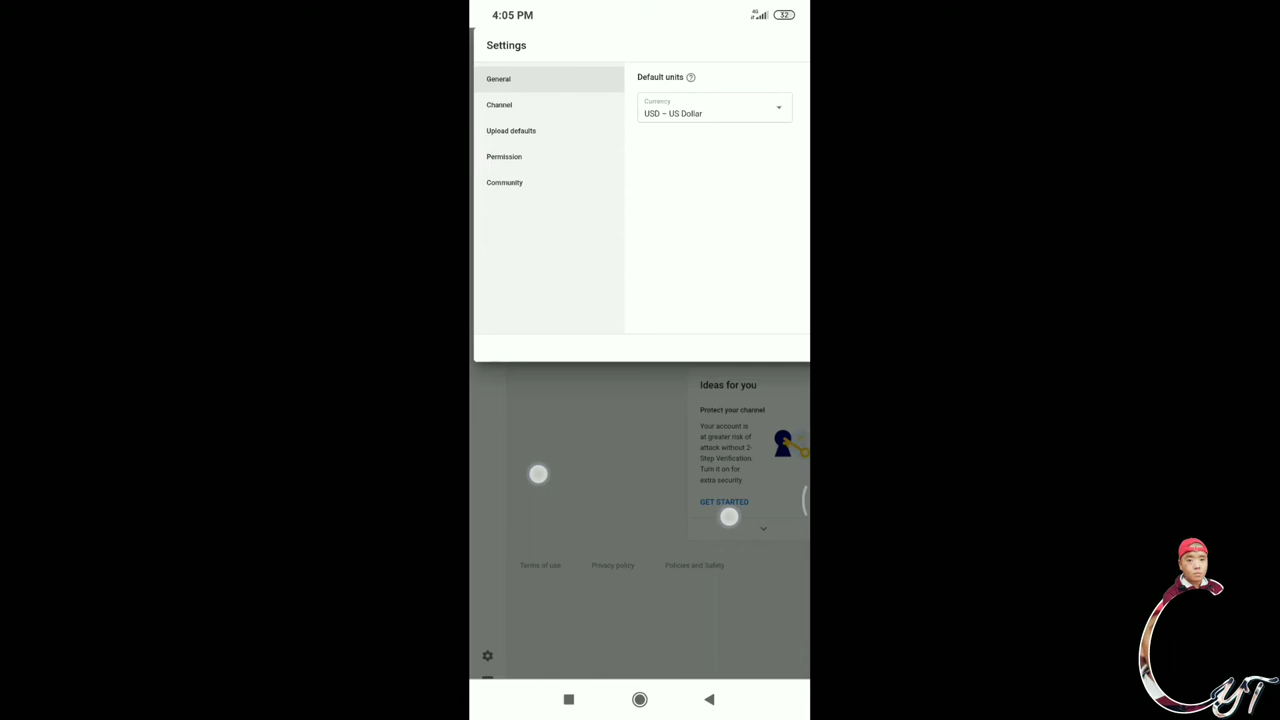 4:05 PM
4G
32
Settings
General
Channel
Upload defaults
Permission
Community
Default units
Currency
USD – US Dollar
Ideas for you
Protect your channel
Your account is
at greater risk of
attack without 2-
Step Verification.
Turn it on for
extra security
GET STARTED
Terms of use
Privacy policy
Policies and Safety
CYT